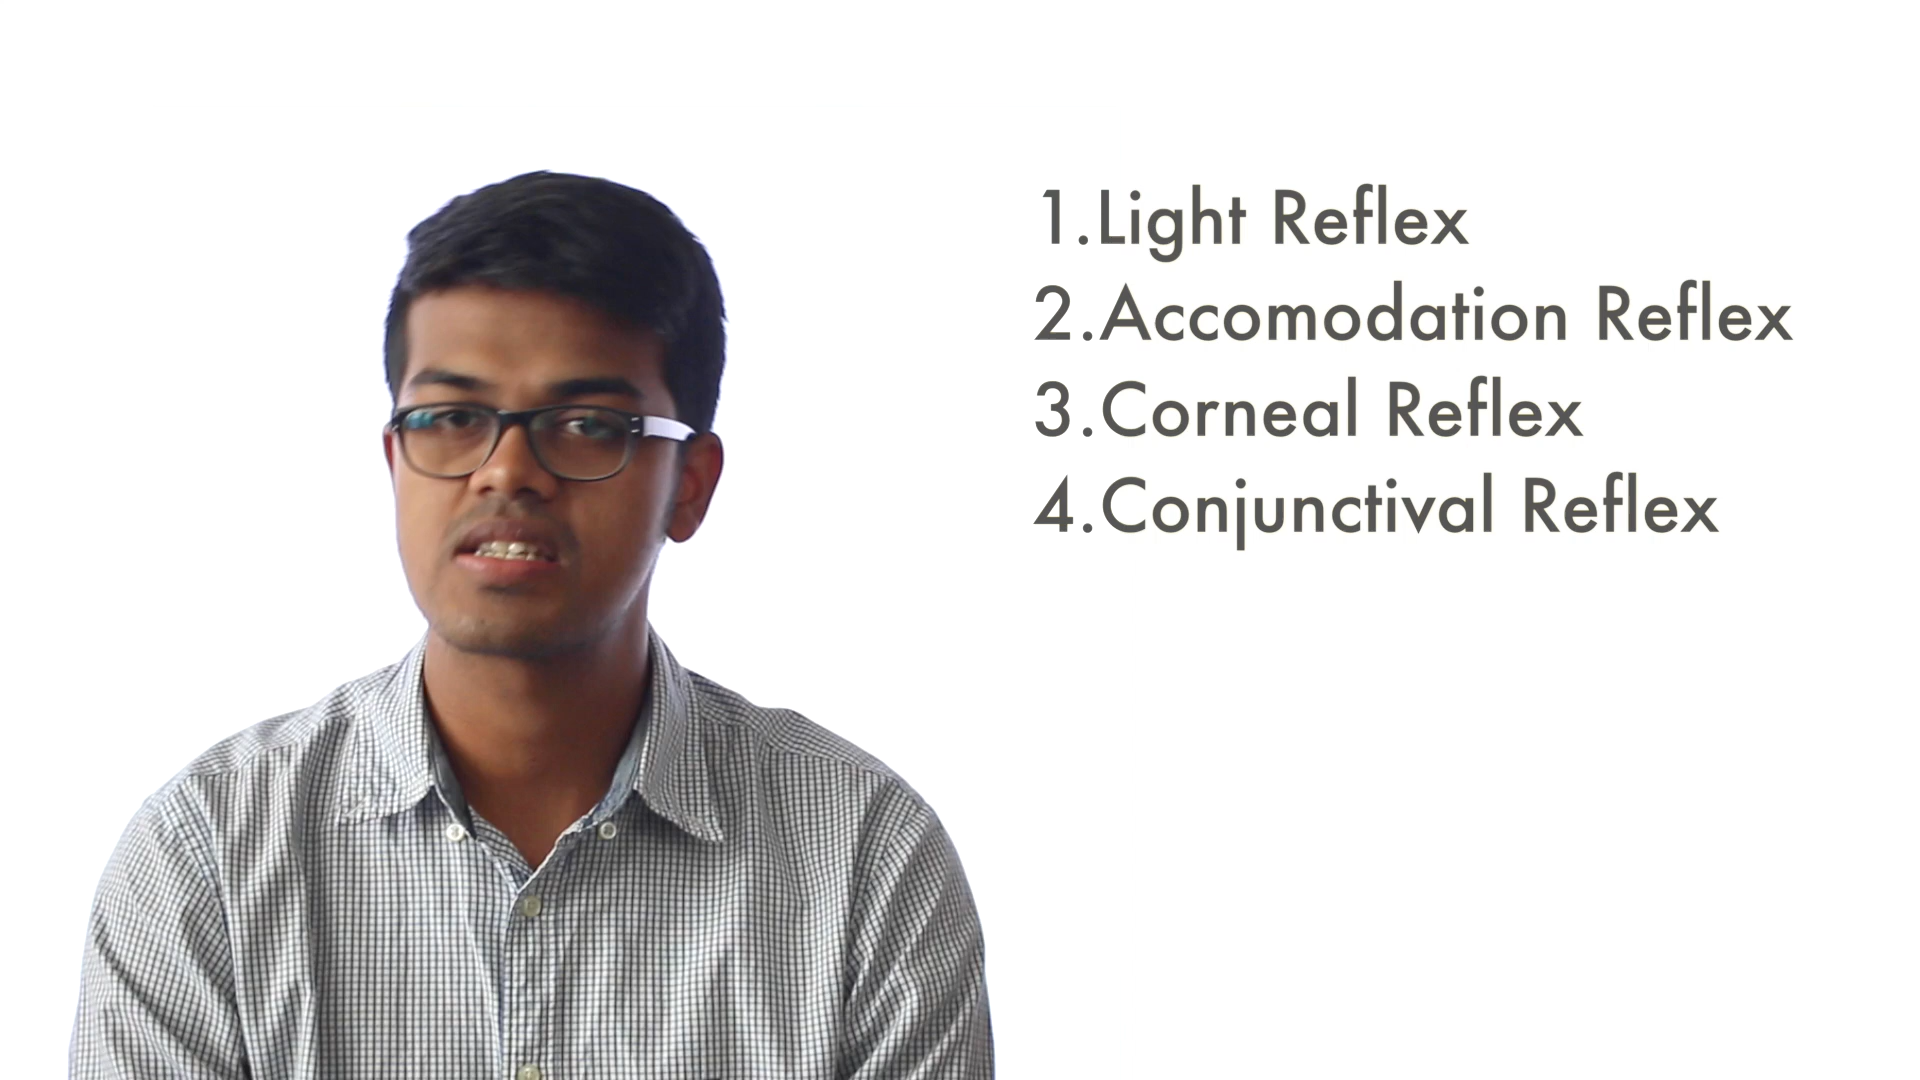 1.Light Reflex
2.Accomodation Reflex
3.Corneal Reflex
4.Conjunctival Reflex